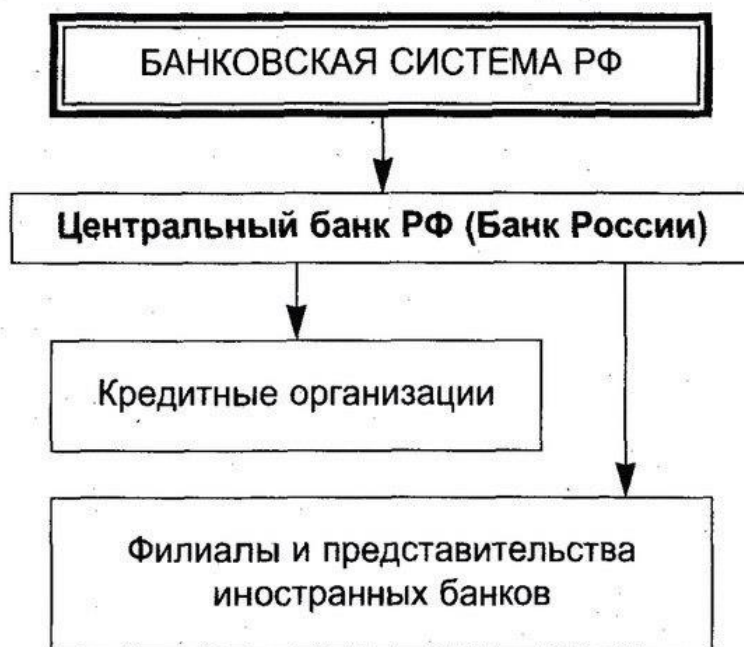 БАНКОВСКАЯ СИСТЕМА РФ
Центральный банк РФ (Банк России)
Кредитные организации
Филиалы и представительства
иностранных банков